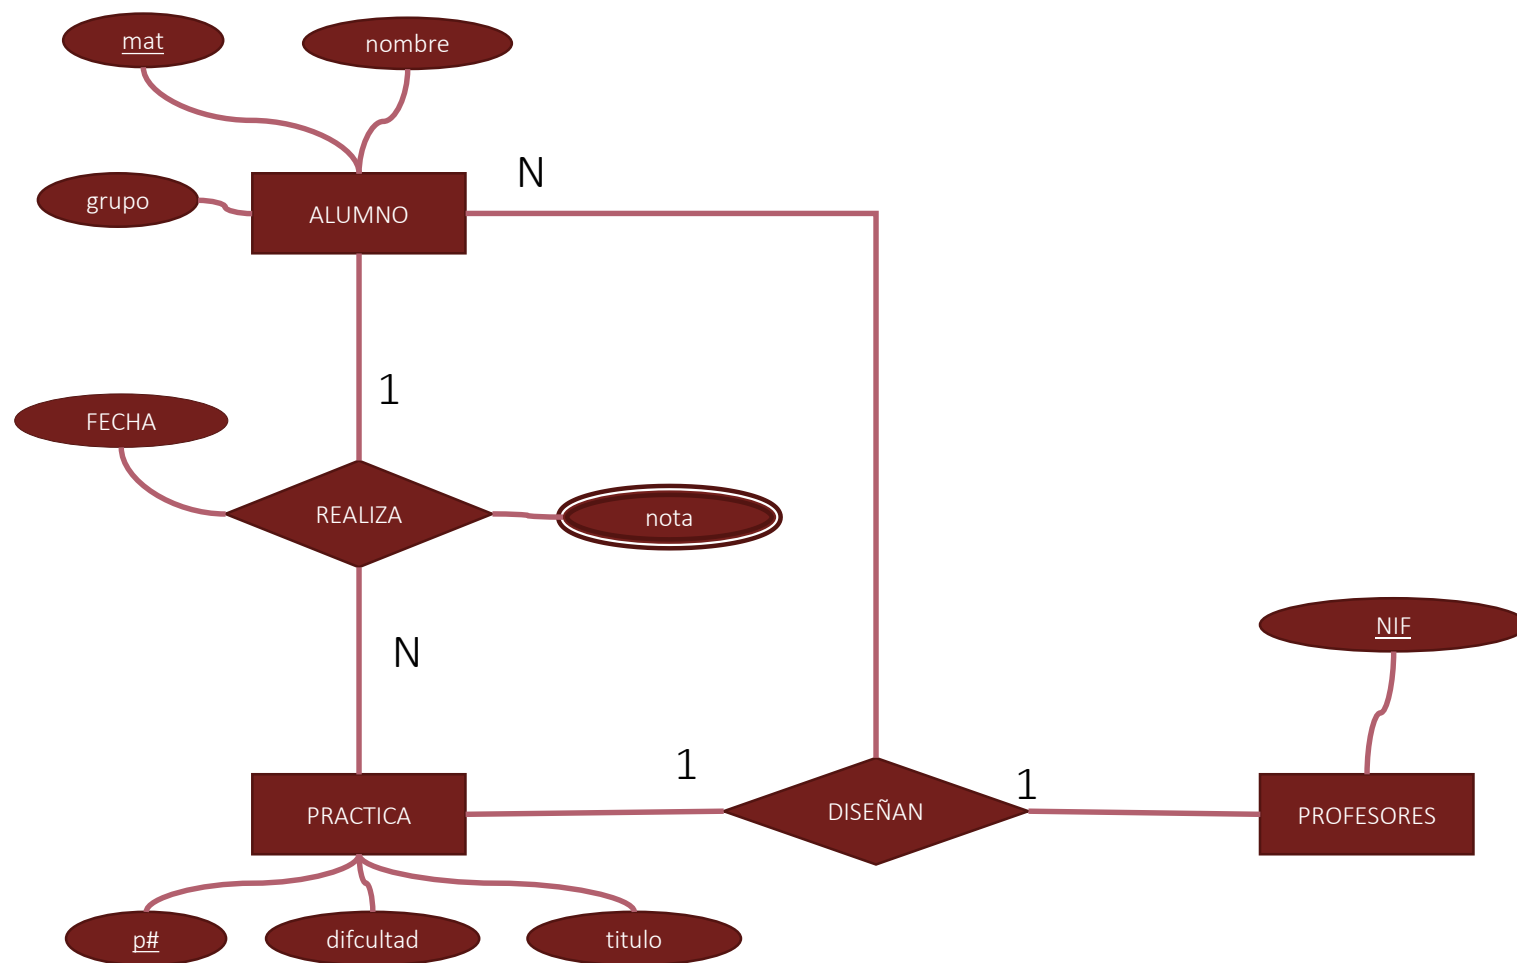 mat
nombre
grupo
ALUMNO
N
1
FECHA
REALIZA
nota
N
NIF
PRACTICA
1
DISEÑAN
1
PROFESORES
p#
difcultad
titulo